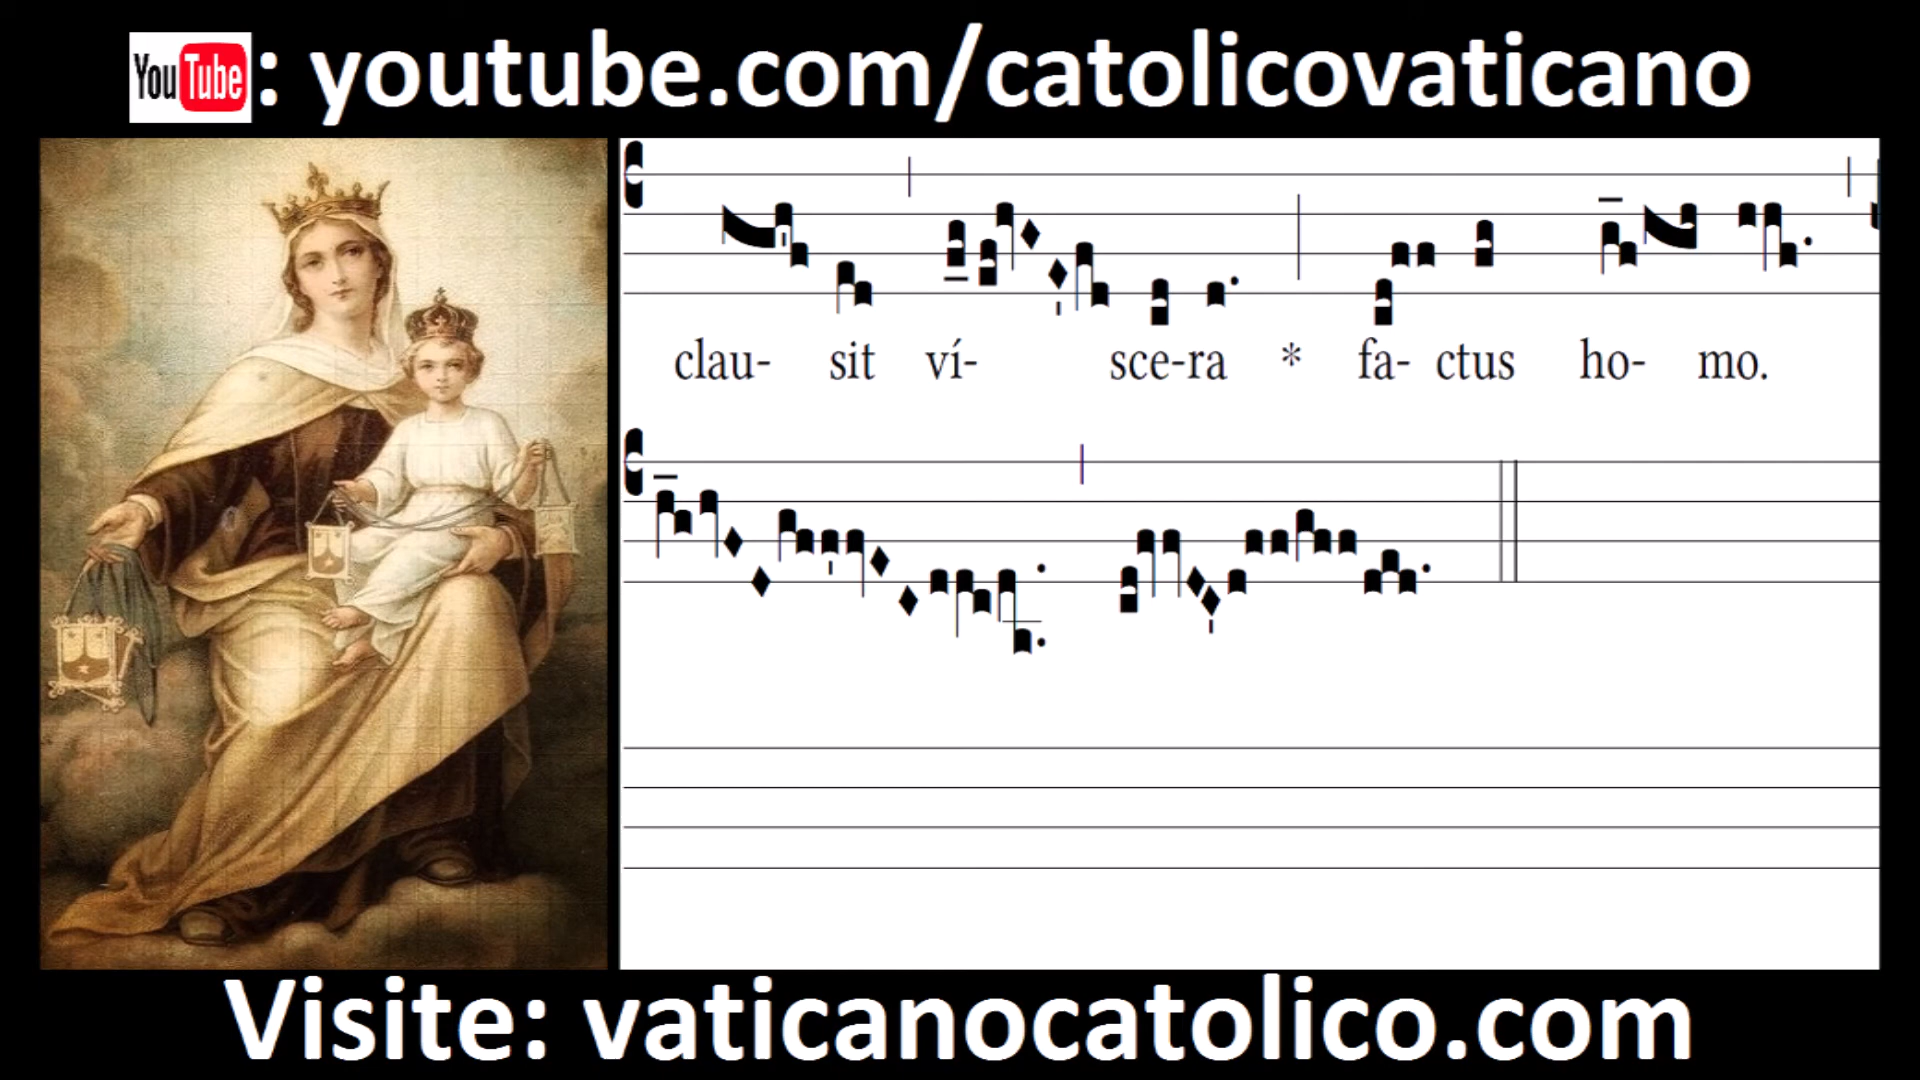 YouTube: youtube.com/catolicovaticano
clau- sit ví- sce-ra * fa- ctus ho- mo.
Visite: vaticanocatolico.com